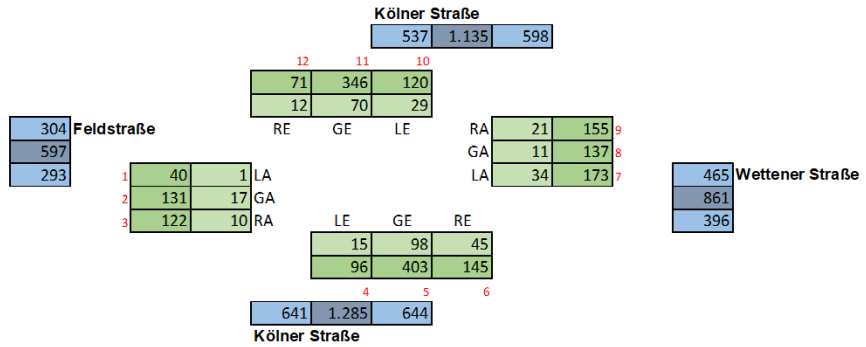 Kölner Straße
537 1.135 598
12 11 10
71 346 120
12 70 29
RE GE LE
304 Feldstraße
597
293
RA 21 155 9
GA 11 137 8
LA 34 173 7
1 40 1 LA
2 131 17 GA
3 122 10 RA
465 Wettener Straße
861
396
LE GE RE
15 98 45
96 403 145
4 5 6
641 1.285 644
Kölner Straße